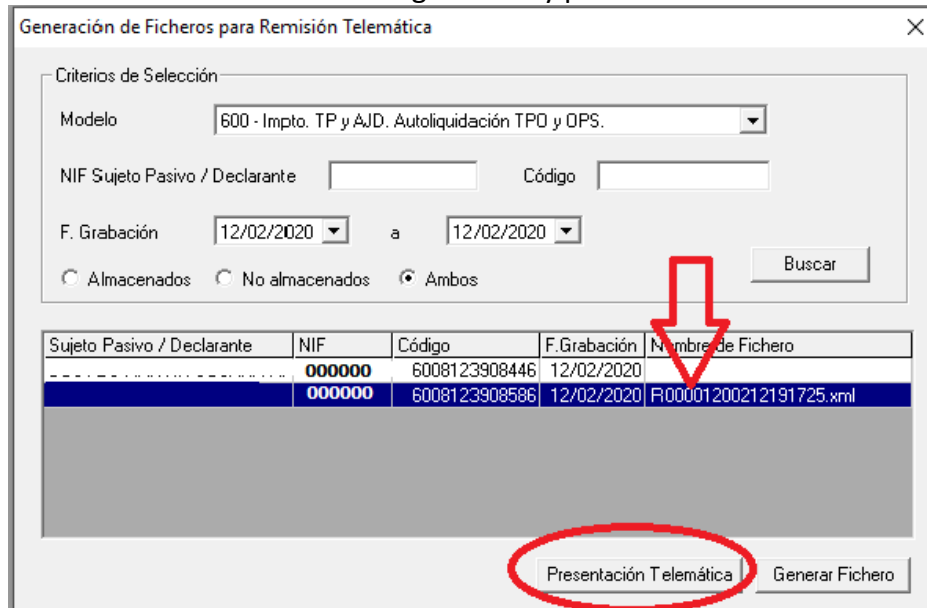 Generación de Ficheros para Remisión Telemática
Criterios de Selección
Modelo 600 - Impto. TP y AJD. Autoliquidación TPO y OPS.
NIF Sujeto Pasivo / Declarante Código
F. Grabación 12/02/2020 a 12/02/2020
Almacenados No almacenados Ambos Buscar
Sujeto Pasivo / Declarante NIF Código F.Grabación Nombre de Fichero
000000 6008123908446 12/02/2020
000000 6008123908586 12/02/2020 R00001200212191725.xml
Presentación Telemática Generar Fichero